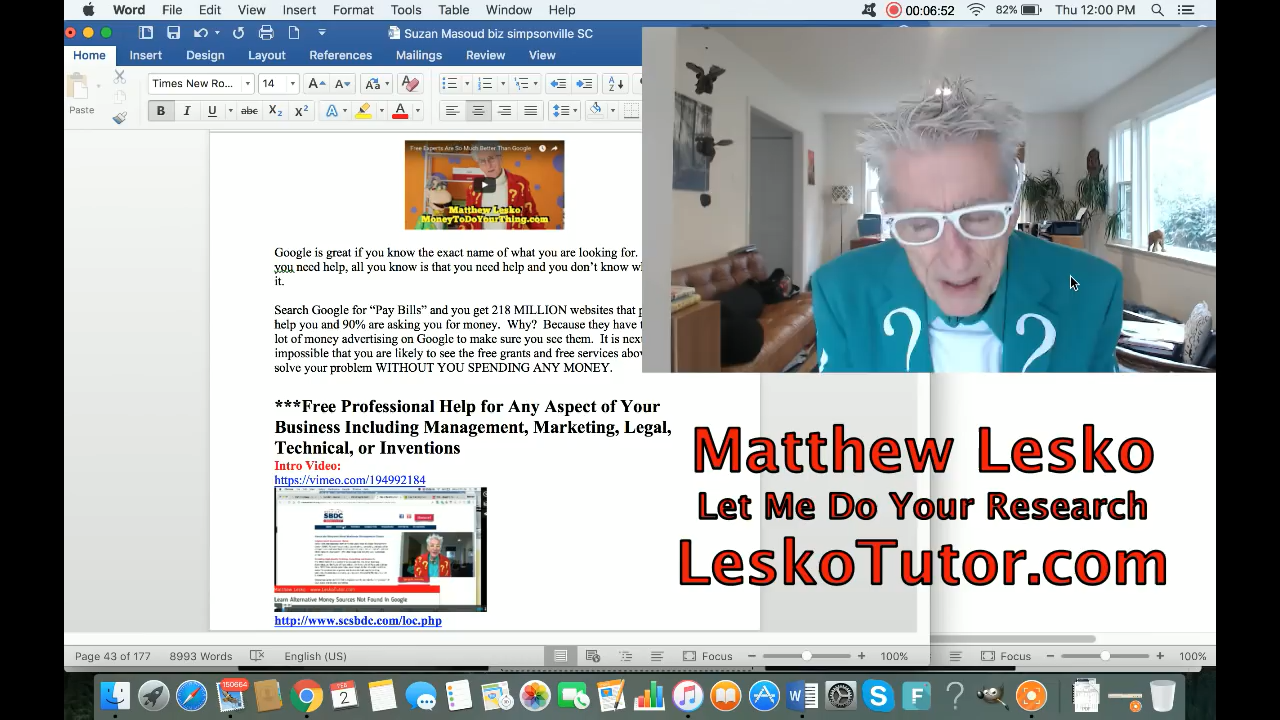 Word File Edit View Insert Format Tools Table Window Help 00:06:52 82% Thu 12:00 PM
Suzan Masoud biz simpsonville SC
Home Insert Design Layout References Mailings Review View
Paste Times New Ro... 14
B I U abc X2 X2 A A
Free Experts Are So Much Better Than Google
Matthew Lesko
MoneyToDoYourThing.com
Google is great if you know the exact name of what you are looking for.
you need help, all you know is that you need help and you don't know
it.
Search Google for "Pay Bills" and you get 218 MILLION websites that
help you and 90% are asking you for money. Why? Because they have
lot of money advertising on Google to make sure you see them. It is
impossible that you are likely to see the free grants and free services
solve your problem WITHOUT YOU SPENDING ANY MONEY.
***Free Professional Help for Any Aspect of Your
Business Including Management, Marketing, Legal,
Technical, or Inventions
Intro Video:
https://vimeo.com/194992184
SBDC
Learn Alternative Money Sources Not Found In Google
http://www.scsbdc.com/loc.php
? ?
Matthew Lesko
Let Me Do Your Research
LeskoTutor.com
Page 43 of 177 8993 Words English (US) Focus 100% Focus 100%
150664 FEB 2